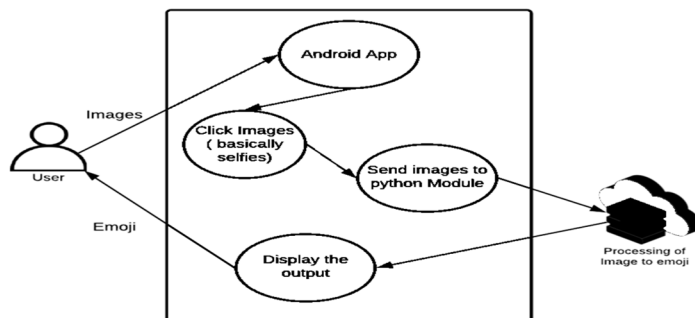 Android App
Images
Click Images
( basically
selfies)
Send images to
python Module
User
Emoji
Display the
output
Processing of
Image to emoji